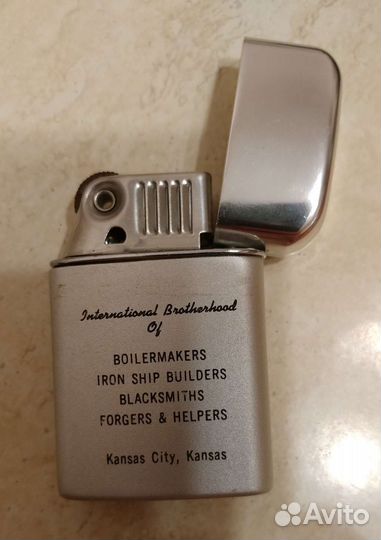 International Brotherhood
Of
BOILERMAKERS
IRON SHIP BUILDERS
BLACKSMITHS
FORGERS & HELPERS
Kansas City, Kansas
Avito